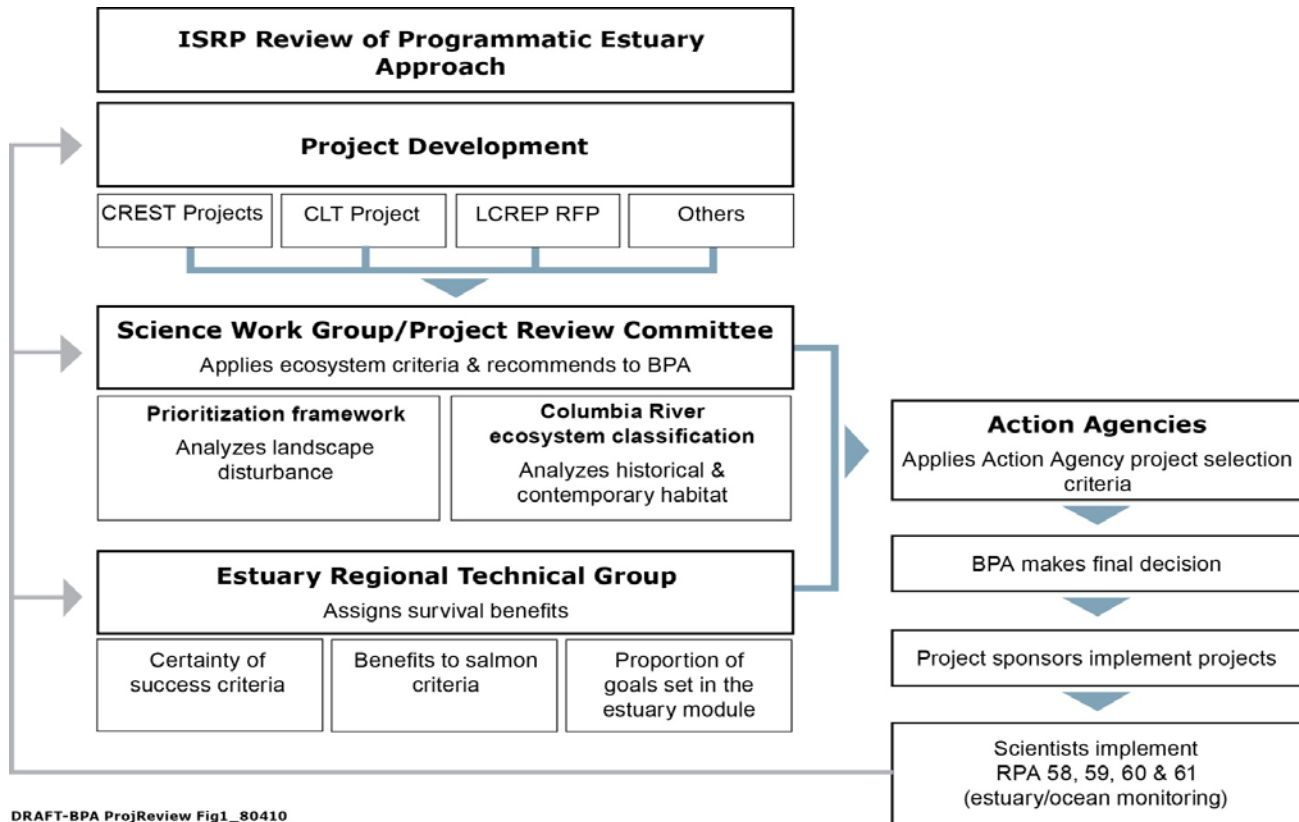 ISRP Review of Programmatic Estuary
Approach
Project Development
CREST Projects
CLT Project
LCREP RFP
Others
Science Work Group/Project Review Committee
Applies ecosystem criteria & recommends to BPA
Prioritization framework
Analyzes landscape
disturbance
Columbia River
ecosystem classification
Analyzes historical &
contemporary habitat
Estuary Regional Technical Group
Assigns survival benefits
Certainty of
success criteria
Benefits to salmon
criteria
Proportion of
goals set in the
estuary module
Action Agencies
Applies Action Agency project selection
criteria
BPA makes final decision
Project sponsors implement projects
Scientists implement
RPA 58, 59, 60 & 61
(estuary/ocean monitoring)
DRAFT-BPA ProjReview Fig1_80410